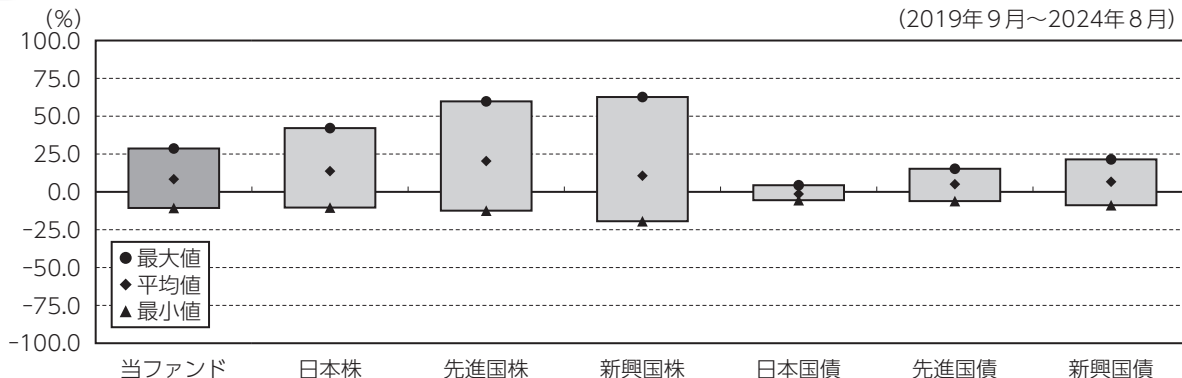 (%)
(2019年9月～2024年8月)
100.0
75.0
50.0
25.0
0.0
-25.0
-50.0
-75.0
-100.0
●最大値
◆平均値
▲最小値
当ファンド 日本株 先進国株 新興国株 日本国債 先進国債 新興国債